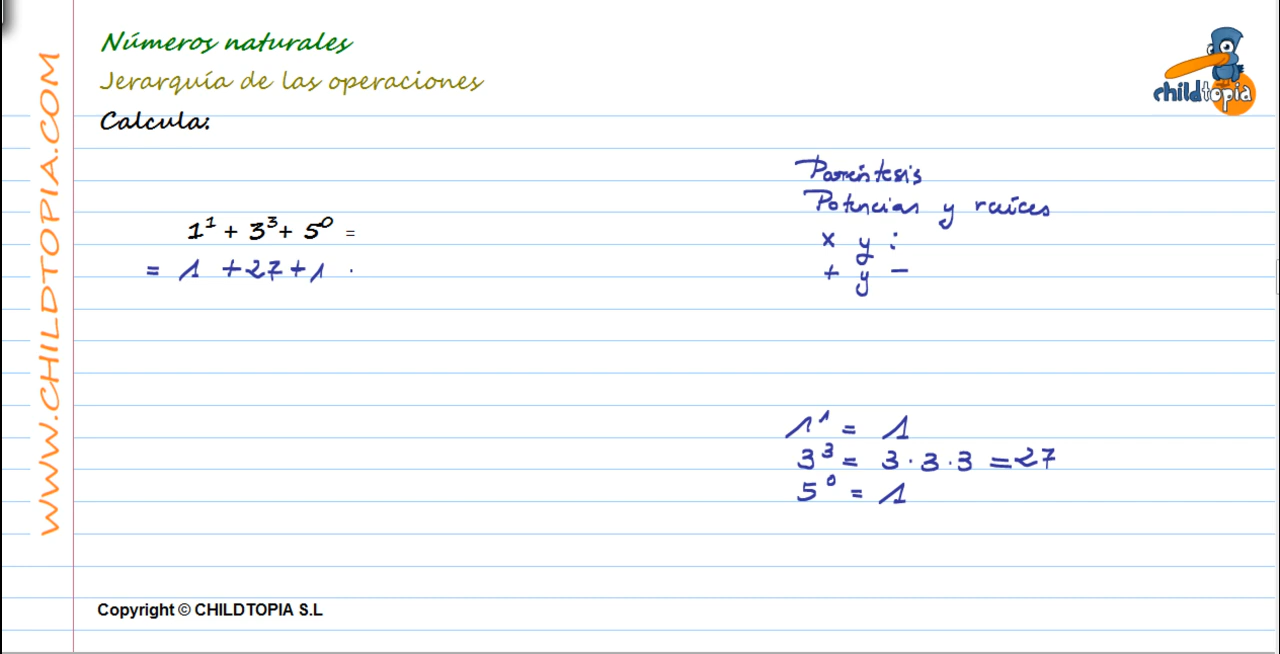 WWW.CHILDTOPIA.COM
Números naturales
Jerarquía de las operaciones
Calcula:
childtopia
Paréntesis
Potencias y raíces
x y :
+ y -
1¹ + 3³ + 5⁰ =
= 1 + 27 + 1
1¹ = 1
3³ = 3 · 3 · 3 = 27
5⁰ = 1
Copyright © CHILDTOPIA S.L